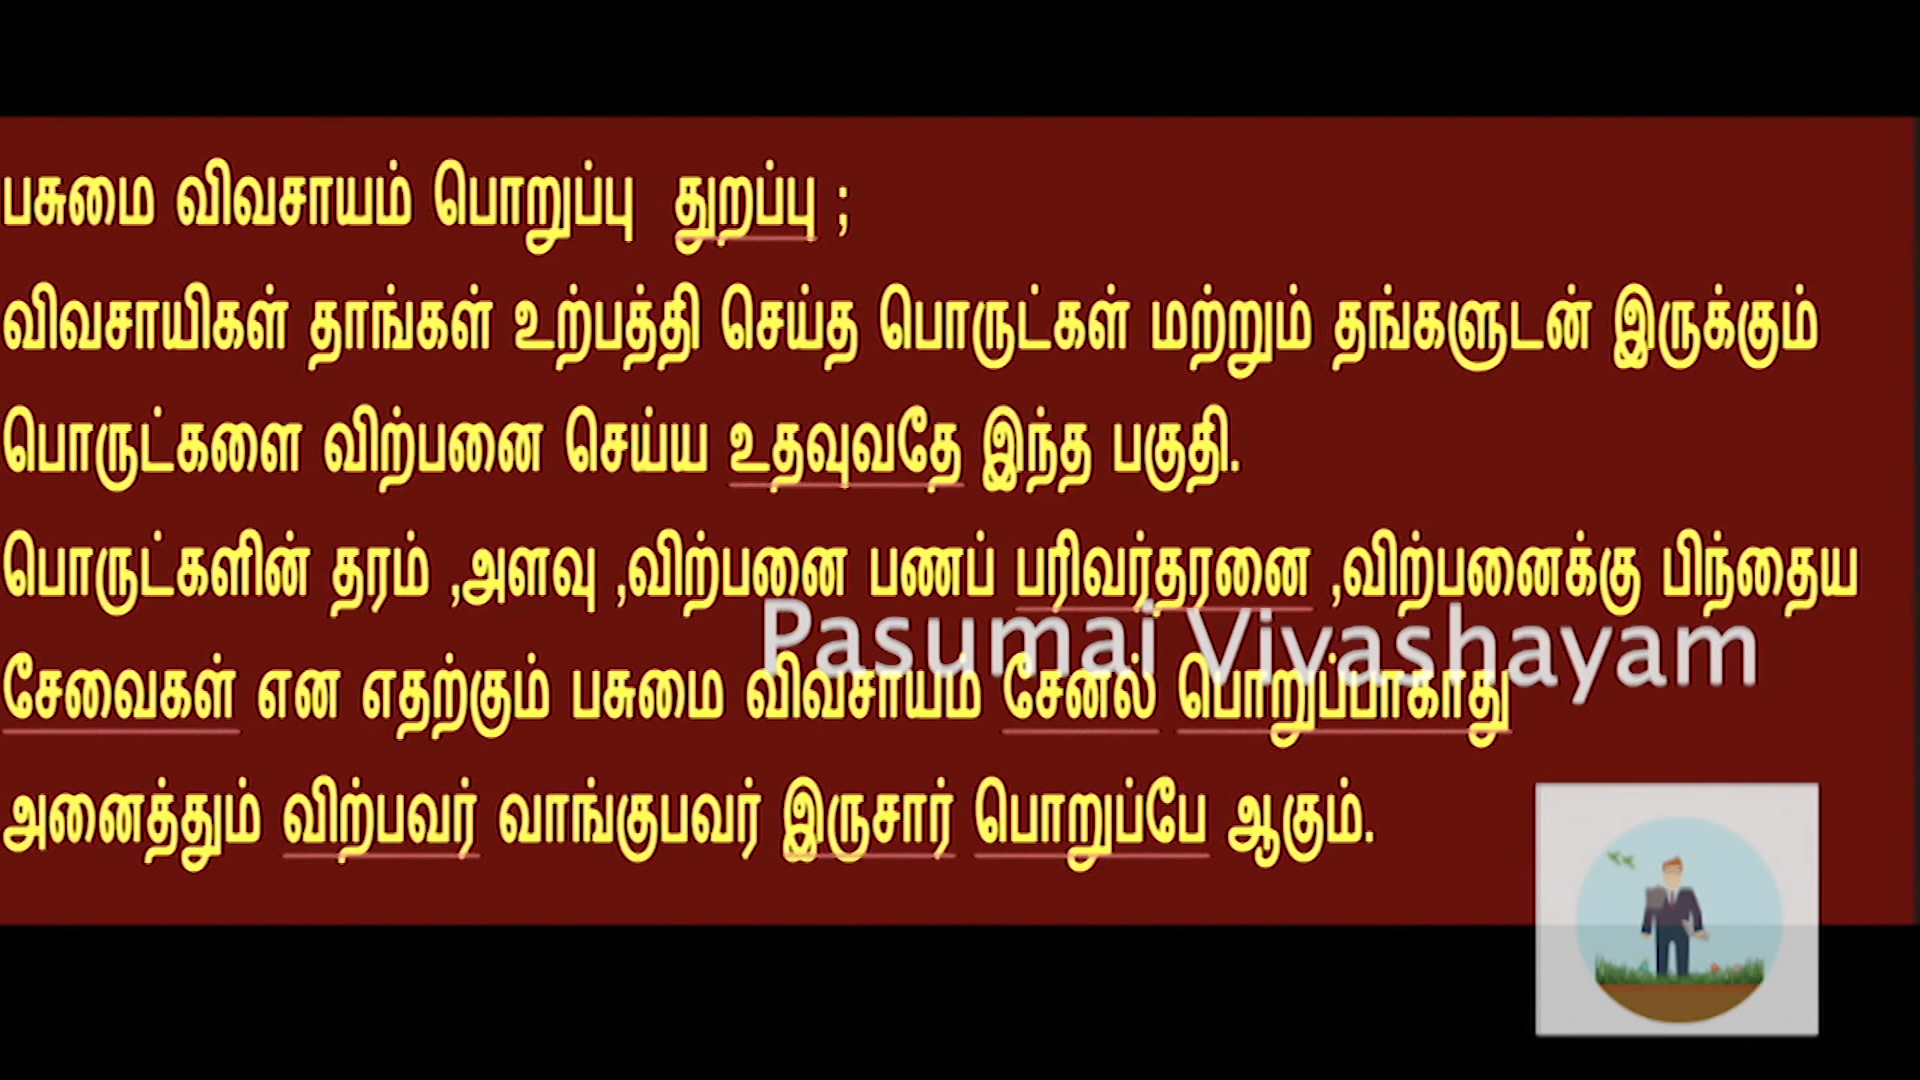 பசுமை விவசாயம் பொறுப்பு துறப்பு ;
விவசாயிகள் தாங்கள் உற்பத்தி செய்த பொருட்கள் மற்றும் தங்களுடன் இருக்கும்
பொருட்களை விற்பனை செய்ய உதவுவதே இந்த பகுதி.
பொருட்களின் தரம் ,அளவு ,விற்பனை பணப் பரிவர்தரனை ,விற்பனைக்கு பிந்தைய
Pasumai Vivashayam
சேவைகள் என எதற்கும் பசுமை விவசாயம் சேனல் பொறுப்பாகாது
அனைத்தும் விற்பவர் வாங்குபவர் இருசார் பொறுப்பே ஆகும்.